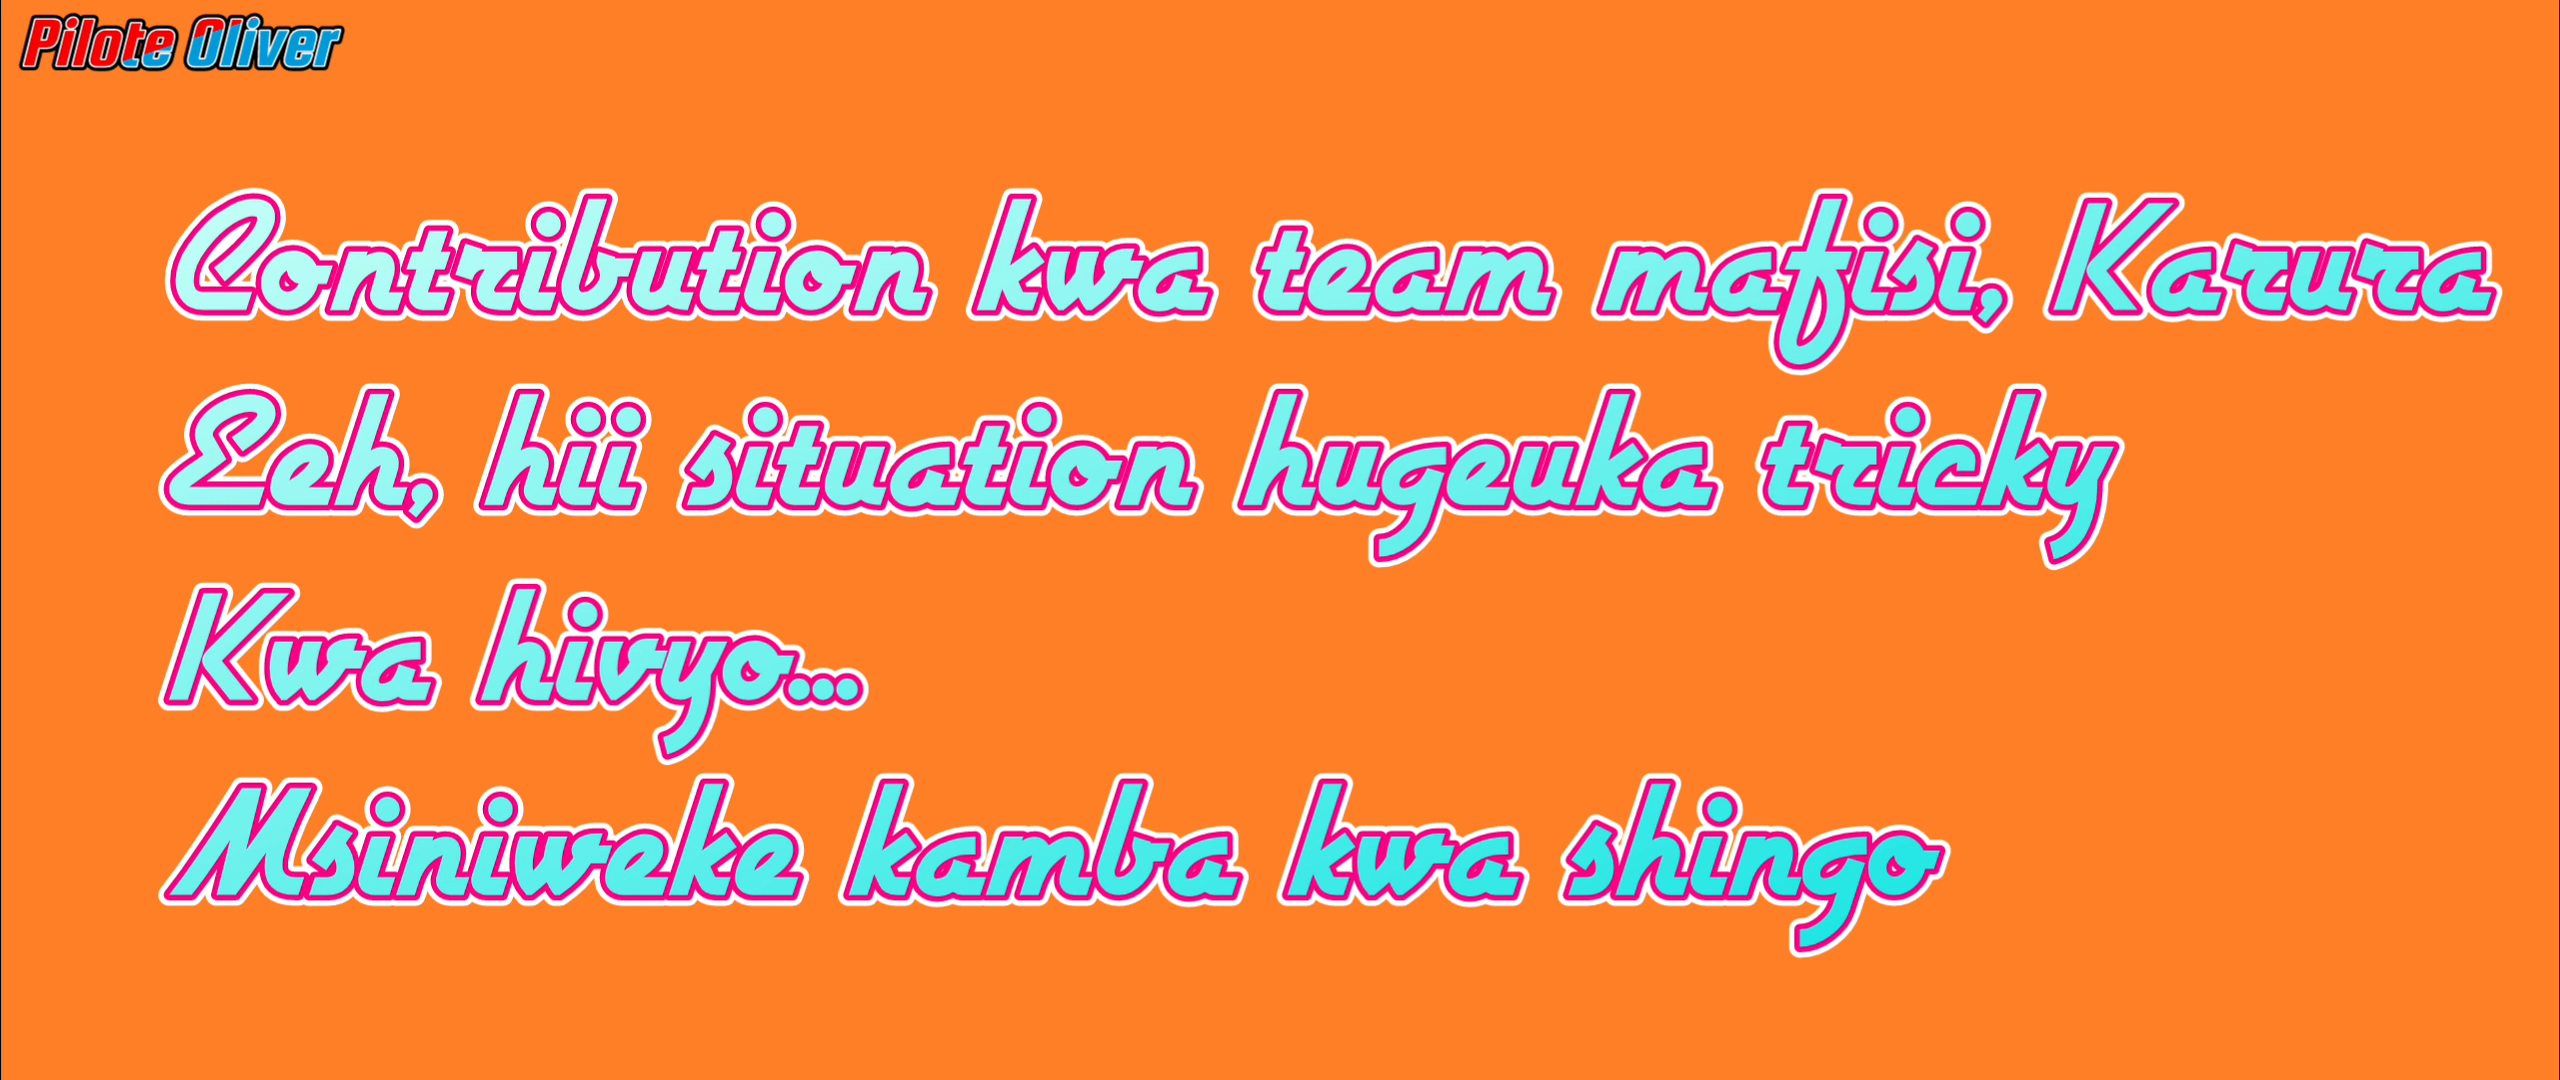 Pilote Oliver
Contribution kwa team mafisi, Karura
Eeh, hii situation hugeuka tricky
Kwa hivyo...
Msiniweke kamba kwa shingo